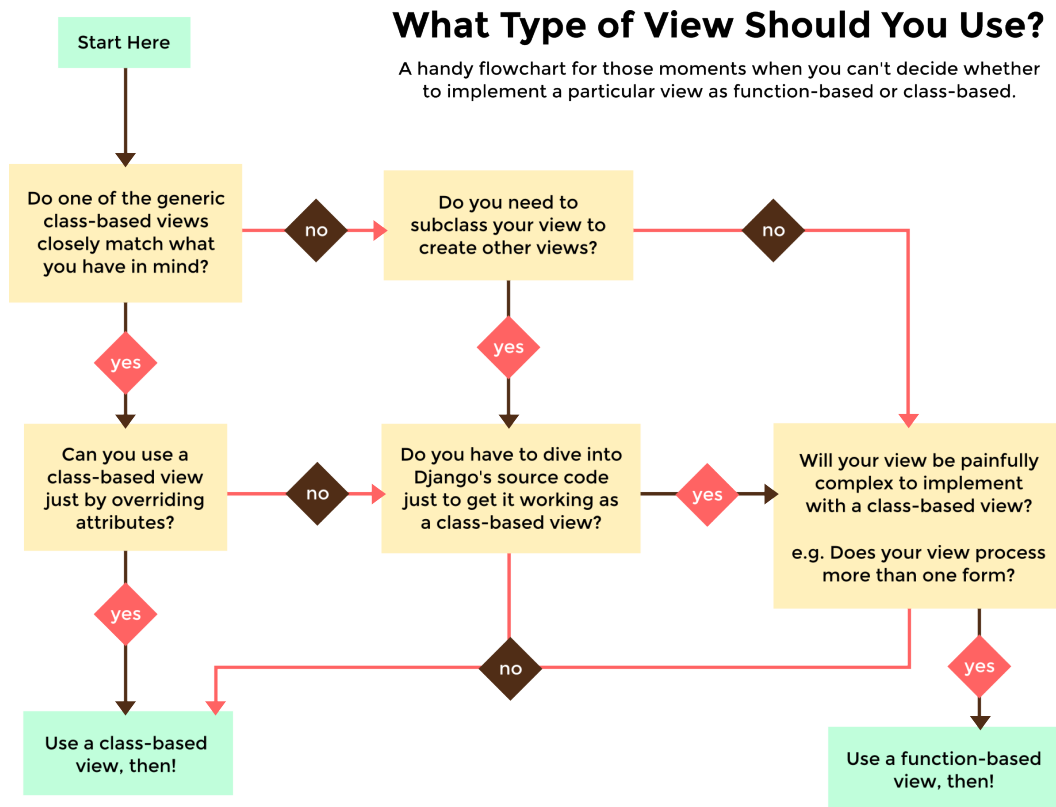 What Type of View Should You Use?
A handy flowchart for those moments when you can't decide whether
to implement a particular view as function-based or class-based.
Start Here
Do one of the generic
class-based views
closely match what
you have in mind?
no
Do you need to
subclass your view to
create other views?
no
yes
yes
Can you use a
class-based view
just by overriding
attributes?
no
Do you have to dive into
Django's source code
just to get it working as
a class-based view?
yes
Will your view be painfully
complex to implement
with a class-based view?
e.g. Does your view process
more than one form?
yes
no
yes
Use a class-based
view, then!
Use a function-based
view, then!